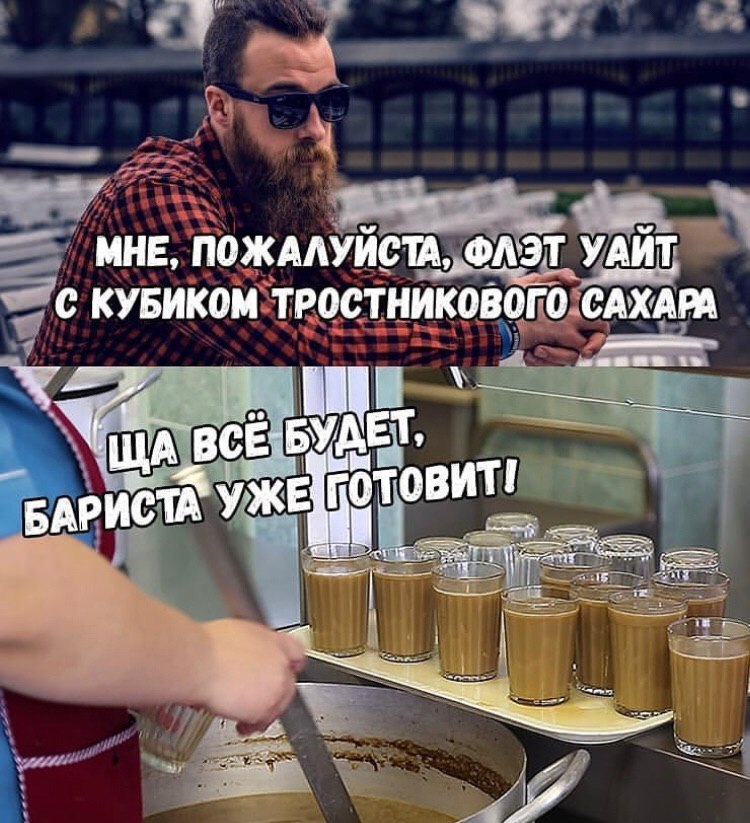 МНЕ, ПОЖАЛУЙСТА, ФЛЭТ УАЙТ
С КУБИКОМ ТРОСТНИКОВОГО САХАРА
ЩА ВСЁ БУДЕТ,
БАРИСТА УЖЕ ГОТОВИТ!